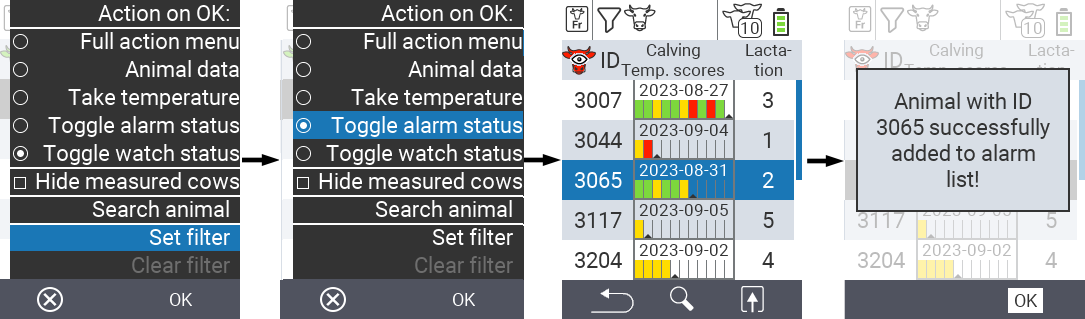 Action on OK:
Full action menu
Animal data
Take temperature
Toggle alarm status
Toggle watch status
Hide measured cows
Search animal
Set filter
Clear filter
OK
Action on OK:
Full action menu
Animal data
Take temperature
Toggle alarm status
Toggle watch status
Hide measured cows
Search animal
Set filter
Clear filter
OK
Fr
10
ID
Calving
Temp. scores
Lacta-
tion
3007
2023-08-27
3
3044
2023-09-04
1
3065
2023-08-31
2
3117
2023-09-05
5
3204
2023-09-02
4
Fr
10
ID
Calving
Lacta-
Animal with ID
3065 successfully
added to alarm
list!
3117
5
3204
2023-09-02
4
OK